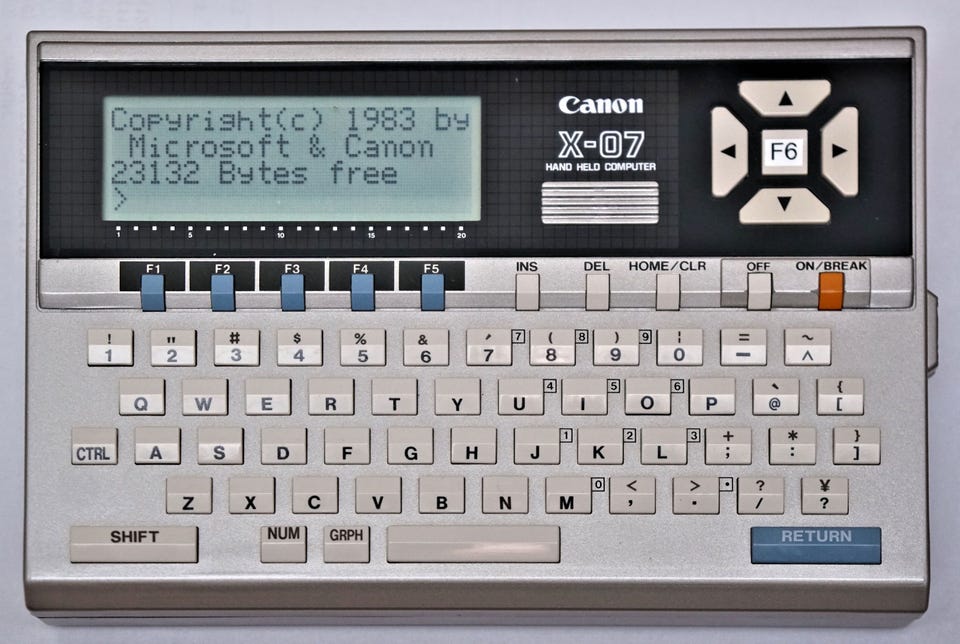 Copyright(c) 1983 by
Microsoft & Canon
23132 Bytes free
>
1 5 10 15 20
Canon
X-07
HAND HELD COMPUTER
▲
◄ F6 ►
▼
F1 F2 F3 F4 F5 INS DEL HOME/CLR OFF ON/BREAK
! " # $ % & ' ( ) ¦ = ~
1 2 3 4 5 6 7 7 8 8 9 9 0 - ^
` {
Q W E R T Y U 4 I 5 O 6 P @ [
+ * }
CTRL A S D F G H J 1 K 2 L 3 ; : ]
< > ? ¥
Z X C V B N M 0 , . • / ?
SHIFT NUM GRPH RETURN